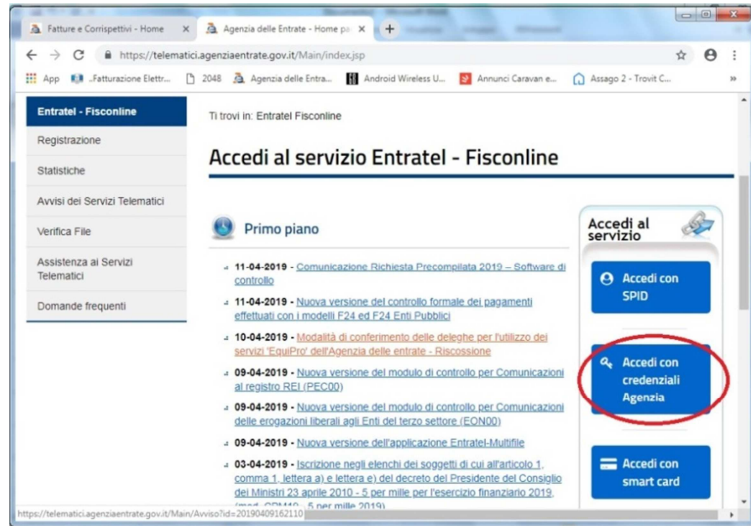 Fatture e Corrispettivi - Home
Agenzia delle Entrate - Home pa
https://telematici.agenziaentrate.gov.it/Main/index.jsp
App
.Fatturazione Elettr...
2048
Agenzia delle Entra...
Android Wireless U...
Annunci Caravan e...
Assago 2 - Trovit C...
Entratel - Fisconline
Registrazione
Statistiche
Avvisi dei Servizi Telematici
Verifica File
Assistenza ai Servizi
Telematici
Domande frequenti
Ti trovi in: Entratel Fisconline
Accedi al servizio Entratel - Fisconline
Primo piano
11-04-2019 - Comunicazione Richiesta Precompilata 2019 – Software di
controllo
11-04-2019 - Nuova versione del controllo formale dei pagamenti
effettuati con i modelli F24 ed F24 Enti Pubblici
10-04-2019 - Modalità di conferimento delle deleghe per l'utilizzo dei
servizi 'EquiPro' dell'Agenzia delle entrate - Riscossione
09-04-2019 - Nuova versione del modulo di controllo per Comunicazioni
al registro REI (PEC00)
09-04-2019 - Nuova versione del modulo di controllo per Comunicazioni
delle erogazioni liberali agli Enti del terzo settore (EON00)
09-04-2019 - Nuova versione dell'applicazione Entratel-Multifile
03-04-2019 - Iscrizione negli elenchi dei soggetti di cui all'articolo 1,
comma 1, lettera a) e lettera e) del decreto del Presidente del Consiglio
dei Ministri 23 aprile 2010 - 5 per mille per l'esercizio finanziario 2019.
5 per mille 2019)
Accedi al
servizio
Accedi con
SPID
Accedi con
credenziali
Agenzia
Accedi con
smart card
https://telematici.agenziaentrate.gov.it/Main/Avviso?id=20190409162110